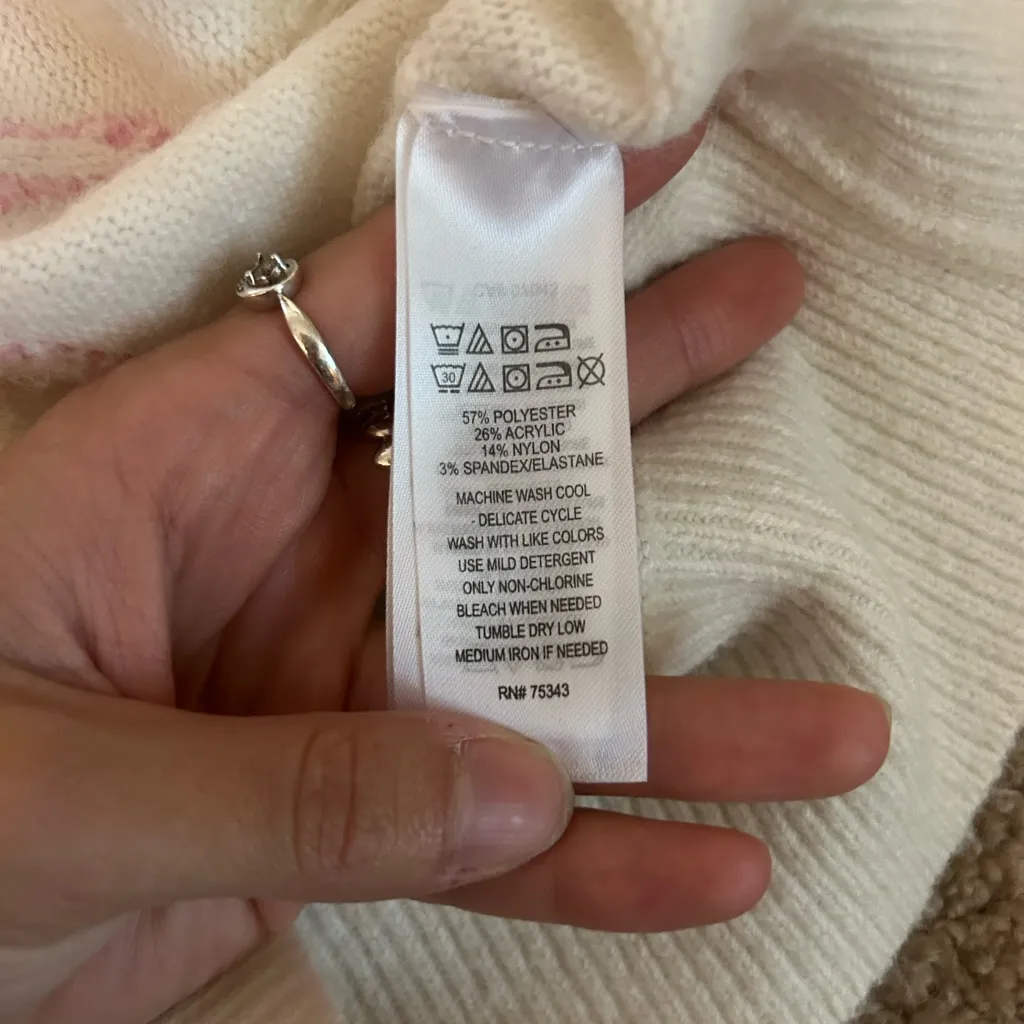 30
57% POLYESTER
26% ACRYLIC
14% NYLON
3% SPANDEX/ELASTANE
MACHINE WASH COOL
- DELICATE CYCLE
WASH WITH LIKE COLORS
USE MILD DETERGENT
ONLY NON-CHLORINE
BLEACH WHEN NEEDED
TUMBLE DRY LOW
MEDIUM IRON IF NEEDED
RN# 75343